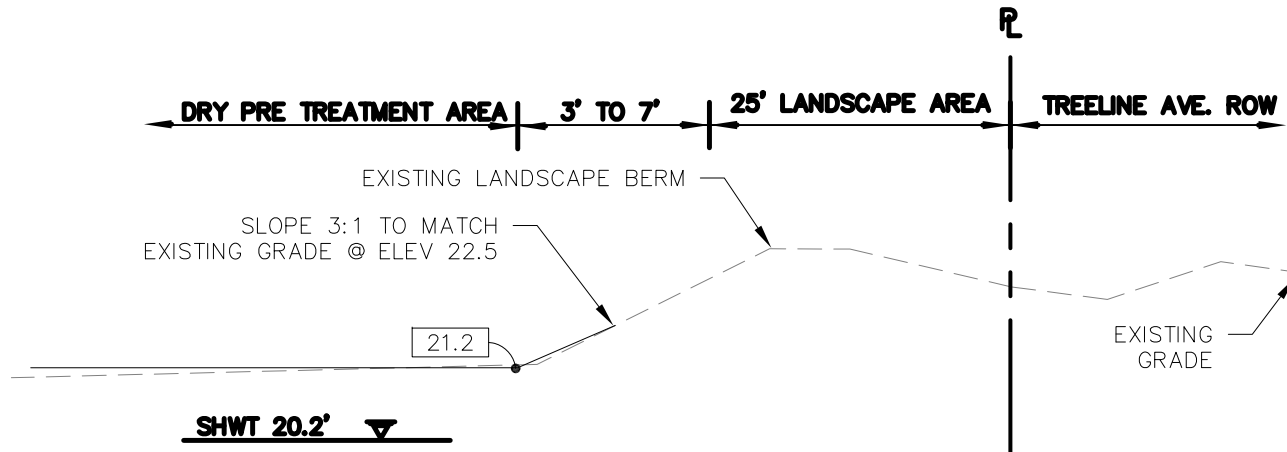 ℄
DRY PRE TREATMENT AREA
3' TO 7'
25' LANDSCAPE AREA
TREELINE AVE. ROW
EXISTING LANDSCAPE BERM
SLOPE 3:1 TO MATCH
EXISTING GRADE @ ELEV 22.5
21.2
EXISTING
GRADE
SHWT 20.2'